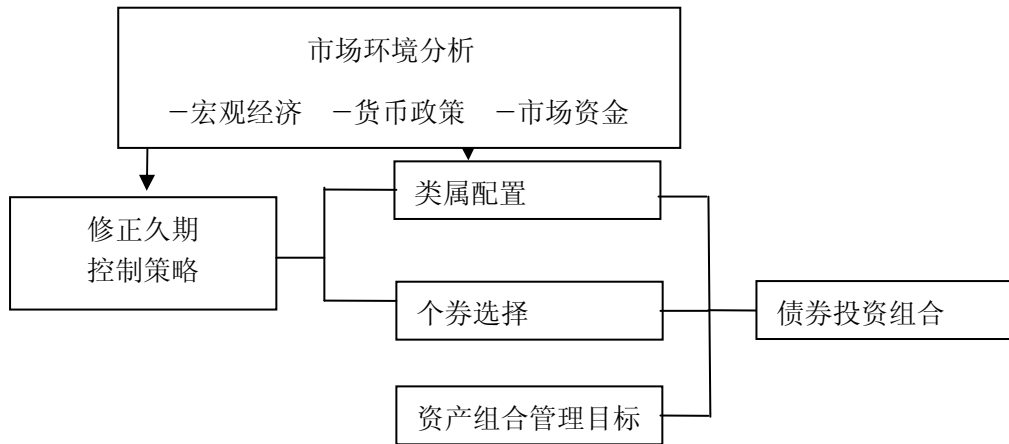 市场环境分析
－宏观经济　－货币政策　－市场资金
类属配置
修正久期
控制策略
个券选择
债券投资组合
资产组合管理目标